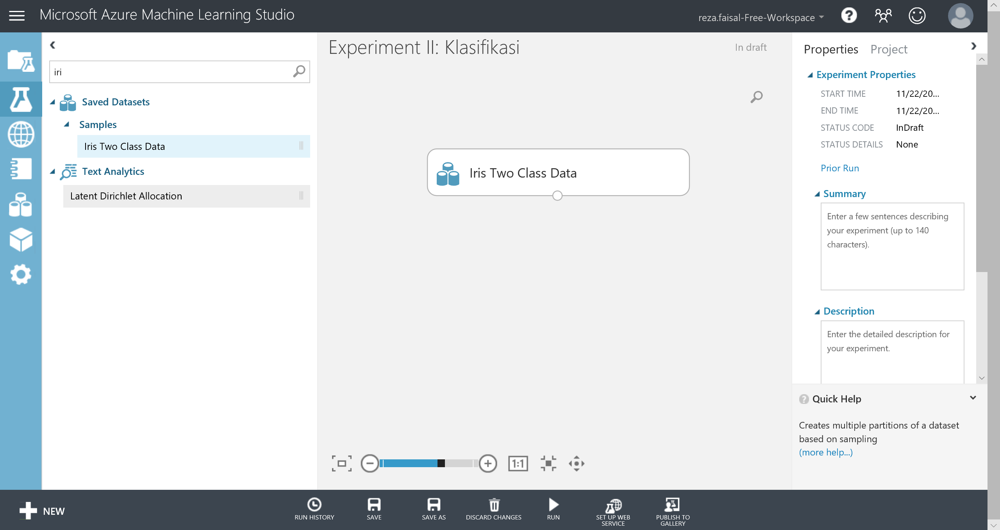 Microsoft Azure Machine Learning Studio
reza.faisal-Free-Workspace
iri
Saved Datasets
Samples
Iris Two Class Data
Text Analytics
Latent Dirichlet Allocation
Experiment II: Klasifikasi
In draft
Iris Two Class Data
1:1
Properties Project
Experiment Properties
START TIME 11/22/20...
END TIME 11/22/20...
STATUS CODE InDraft
STATUS DETAILS None
Prior Run
Summary
Enter a few sentences describing
your experiment (up to 140
characters).
Description
Enter the detailed description for
your experiment.
Quick Help
Creates multiple partitions of a dataset
based on sampling
(more help...)
NEW
RUN HISTORY
SAVE
SAVE AS
DISCARD CHANGES
RUN
SET UP WEB
SERVICE
PUBLISH TO
GALLERY